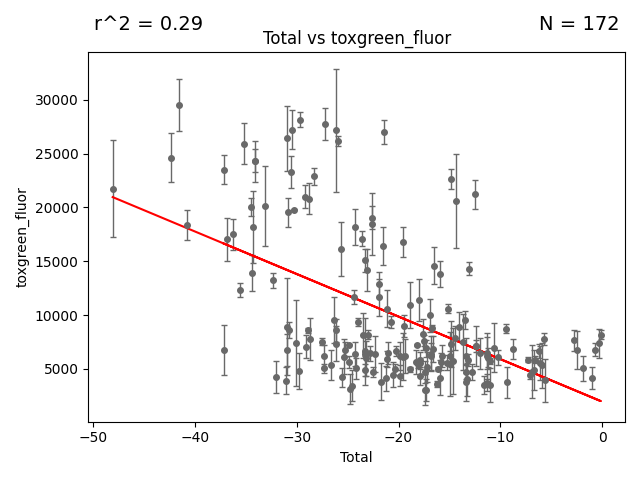 r^2 = 0.29
N = 172
Total vs toxgreen_fluor
30000
25000
20000
15000
10000
5000
toxgreen_fluor
−50
−40
−30
−20
−10
0
Total